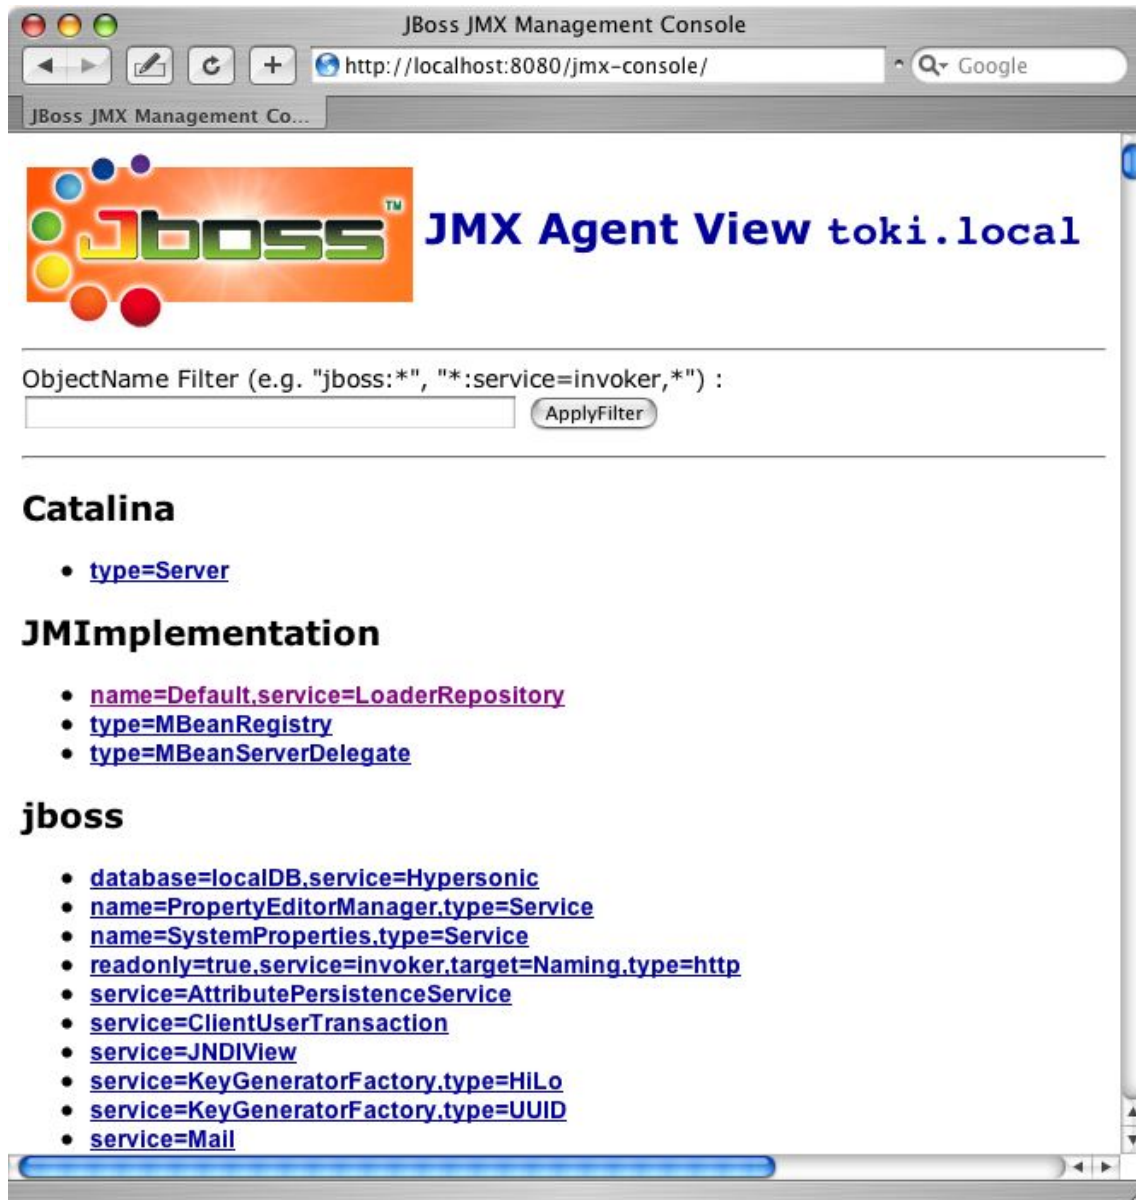 JBoss JMX Management Console
http://localhost:8080/jmx-console/
Google
JBoss JMX Management Co...
Jboss TM
JMX Agent View toki.local
ObjectName Filter (e.g. "jboss:*", "*:service=invoker,*") :
ApplyFilter
Catalina
type=Server
JMImplementation
name=Default,service=LoaderRepository
type=MBeanRegistry
type=MBeanServerDelegate
jboss
database=localDB,service=Hypersonic
name=PropertyEditorManager,type=Service
name=SystemProperties,type=Service
readonly=true,service=invoker,target=Naming,type=http
service=AttributePersistenceService
service=ClientUserTransaction
service=JNDIView
service=KeyGeneratorFactory,type=HiLo
service=KeyGeneratorFactory,type=UUID
service=Mail